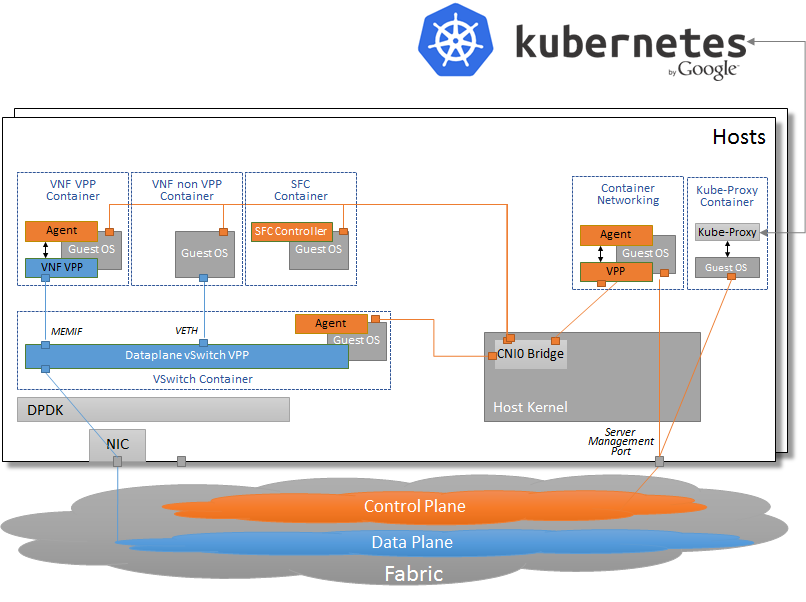 kubernetes
by Google
Hosts
VNF VPP
Container
Agent
Guest OS
VNF VPP
VNF non VPP
Container
Guest OS
SFC
Container
SFC Controller
Guest OS
Container
Networking
Agent
Guest OS
VPP
Kube-Proxy
Container
Kube-Proxy
Guest OS
MEMIF
VETH
Agent
Guest OS
Dataplane vSwitch VPP
VSwitch Container
CNI0 Bridge
Host Kernel
DPDK
NIC
Server
Management
Port
Control Plane
Data Plane
Fabric